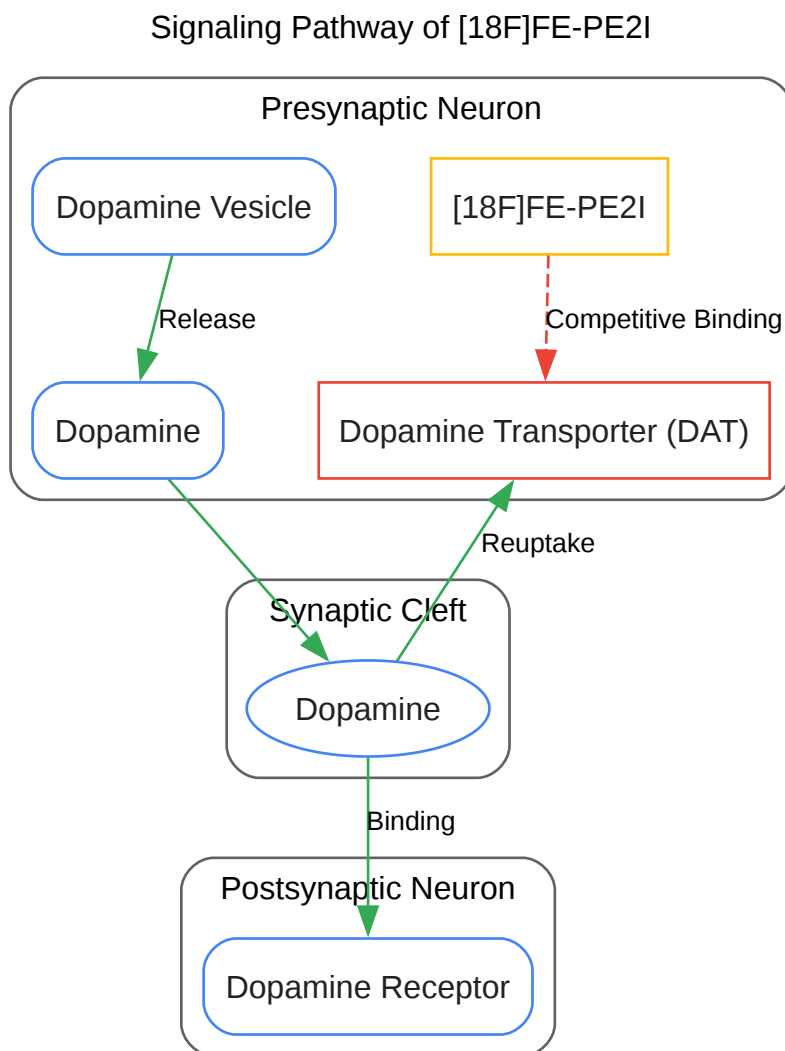 Signaling Pathway of [18F]FE-PE2I
Presynaptic Neuron
Dopamine Vesicle
[18F]FE-PE2I
Release
Competitive Binding
Dopamine
Dopamine Transporter (DAT)
Reuptake
Synaptic Cleft
Dopamine
Binding
Postsynaptic Neuron
Dopamine Receptor